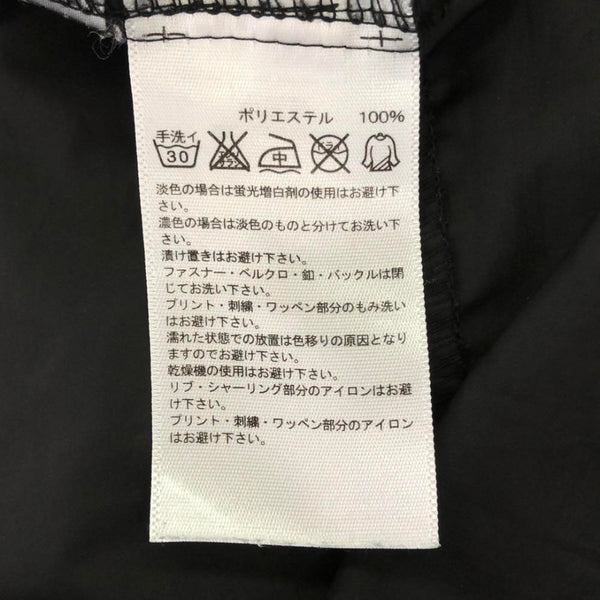 ポリエステル 100%
手洗イ
30
エンソサラシ
中
ドライ
淡色の場合は蛍光増白剤の使用はお避け下
さい。
濃色の場合は淡色のものと分けてお洗い下
さい。
漬け置きはお避け下さい。
ファスナー・ベルクロ・釦・バックルは閉
じてお洗い下さい。
プリント・刺繍・ワッペン部分のもみ洗い
はお避け下さい。
濡れた状態での放置は色移りの原因となり
ますのでお避け下さい。
乾燥機の使用はお避け下さい。
リブ・シャーリング部分のアイロンはお避
け下さい。
プリント・刺繍・ワッペン部分のアイロン
はお避け下さい。